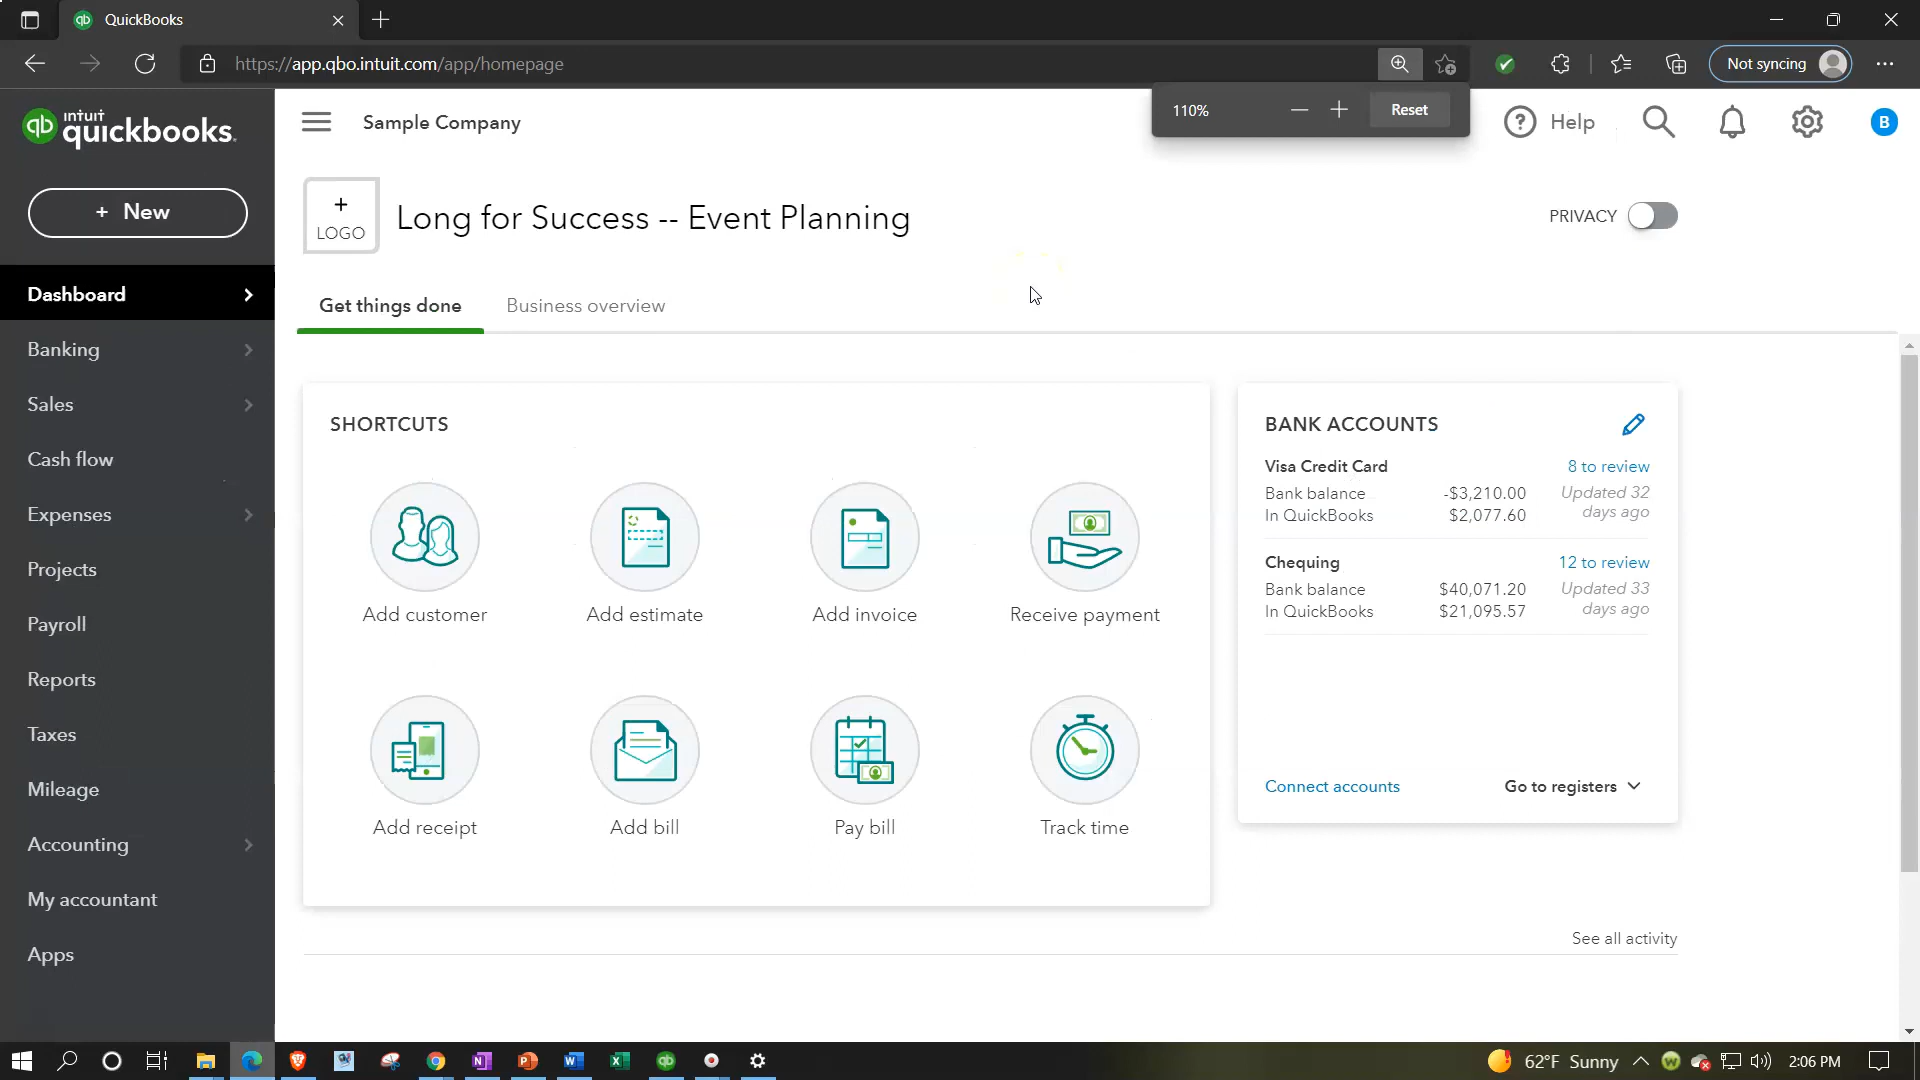 QuickBooks
https://app.qbo.intuit.com/app/homepage
Not syncing
110%
Reset
intuit
quickbooks.
Sample Company
Help
B
+ New
+
LOGO
Long for Success -- Event Planning
PRIVACY
Dashboard
Get things done
Business overview
Banking
Sales
Cash flow
Expenses
Projects
Payroll
Reports
Taxes
Mileage
Accounting
My accountant
Apps
SHORTCUTS
Add customer
Add estimate
Add invoice
Receive payment
Add receipt
Add bill
Pay bill
Track time
BANK ACCOUNTS
Visa Credit Card
8 to review
Bank balance -$3,210.00
Updated 32 days ago
In QuickBooks $2,077.60
Chequing
12 to review
Bank balance $40,071.20
Updated 33 days ago
In QuickBooks $21,095.57
Connect accounts
Go to registers
See all activity
62°F Sunny
2:06 PM